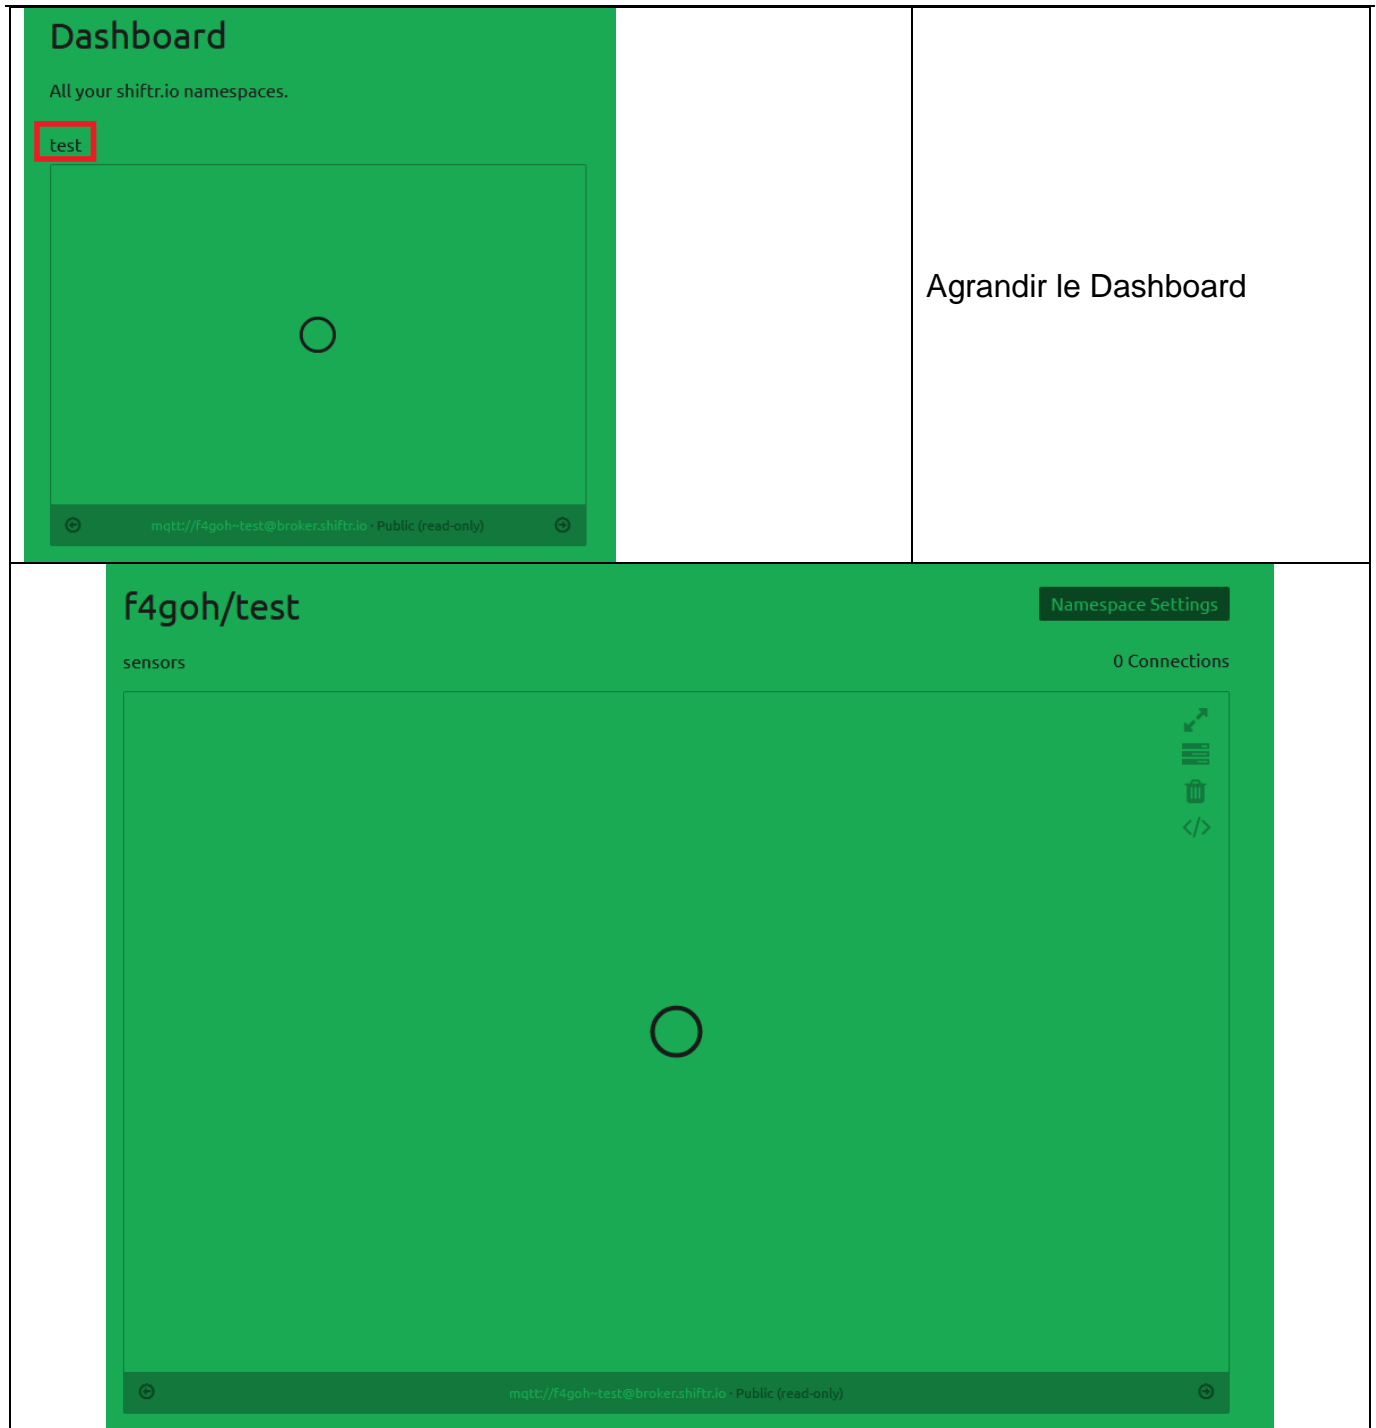 Dashboard
All your shiftr.io namespaces.
test
mqtt://f4goh~test@broker.shiftr.io · Public (read-only)
Agrandir le Dashboard
f4goh/test
Namespace Settings
sensors
0 Connections
mqtt://f4goh~test@broker.shiftr.io · Public (read-only)